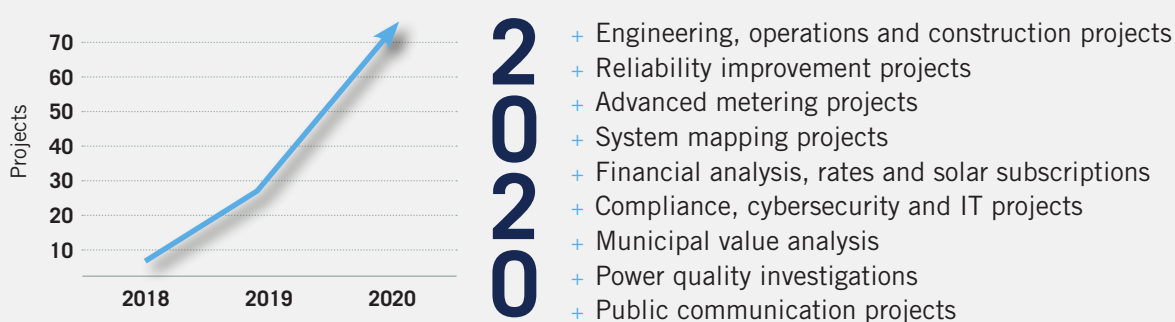 Projects
70
60
50
40
30
20
10
2018 2019 2020
2020
+ Engineering, operations and construction projects
+ Reliability improvement projects
+ Advanced metering projects
+ System mapping projects
+ Financial analysis, rates and solar subscriptions
+ Compliance, cybersecurity and IT projects
+ Municipal value analysis
+ Power quality investigations
+ Public communication projects